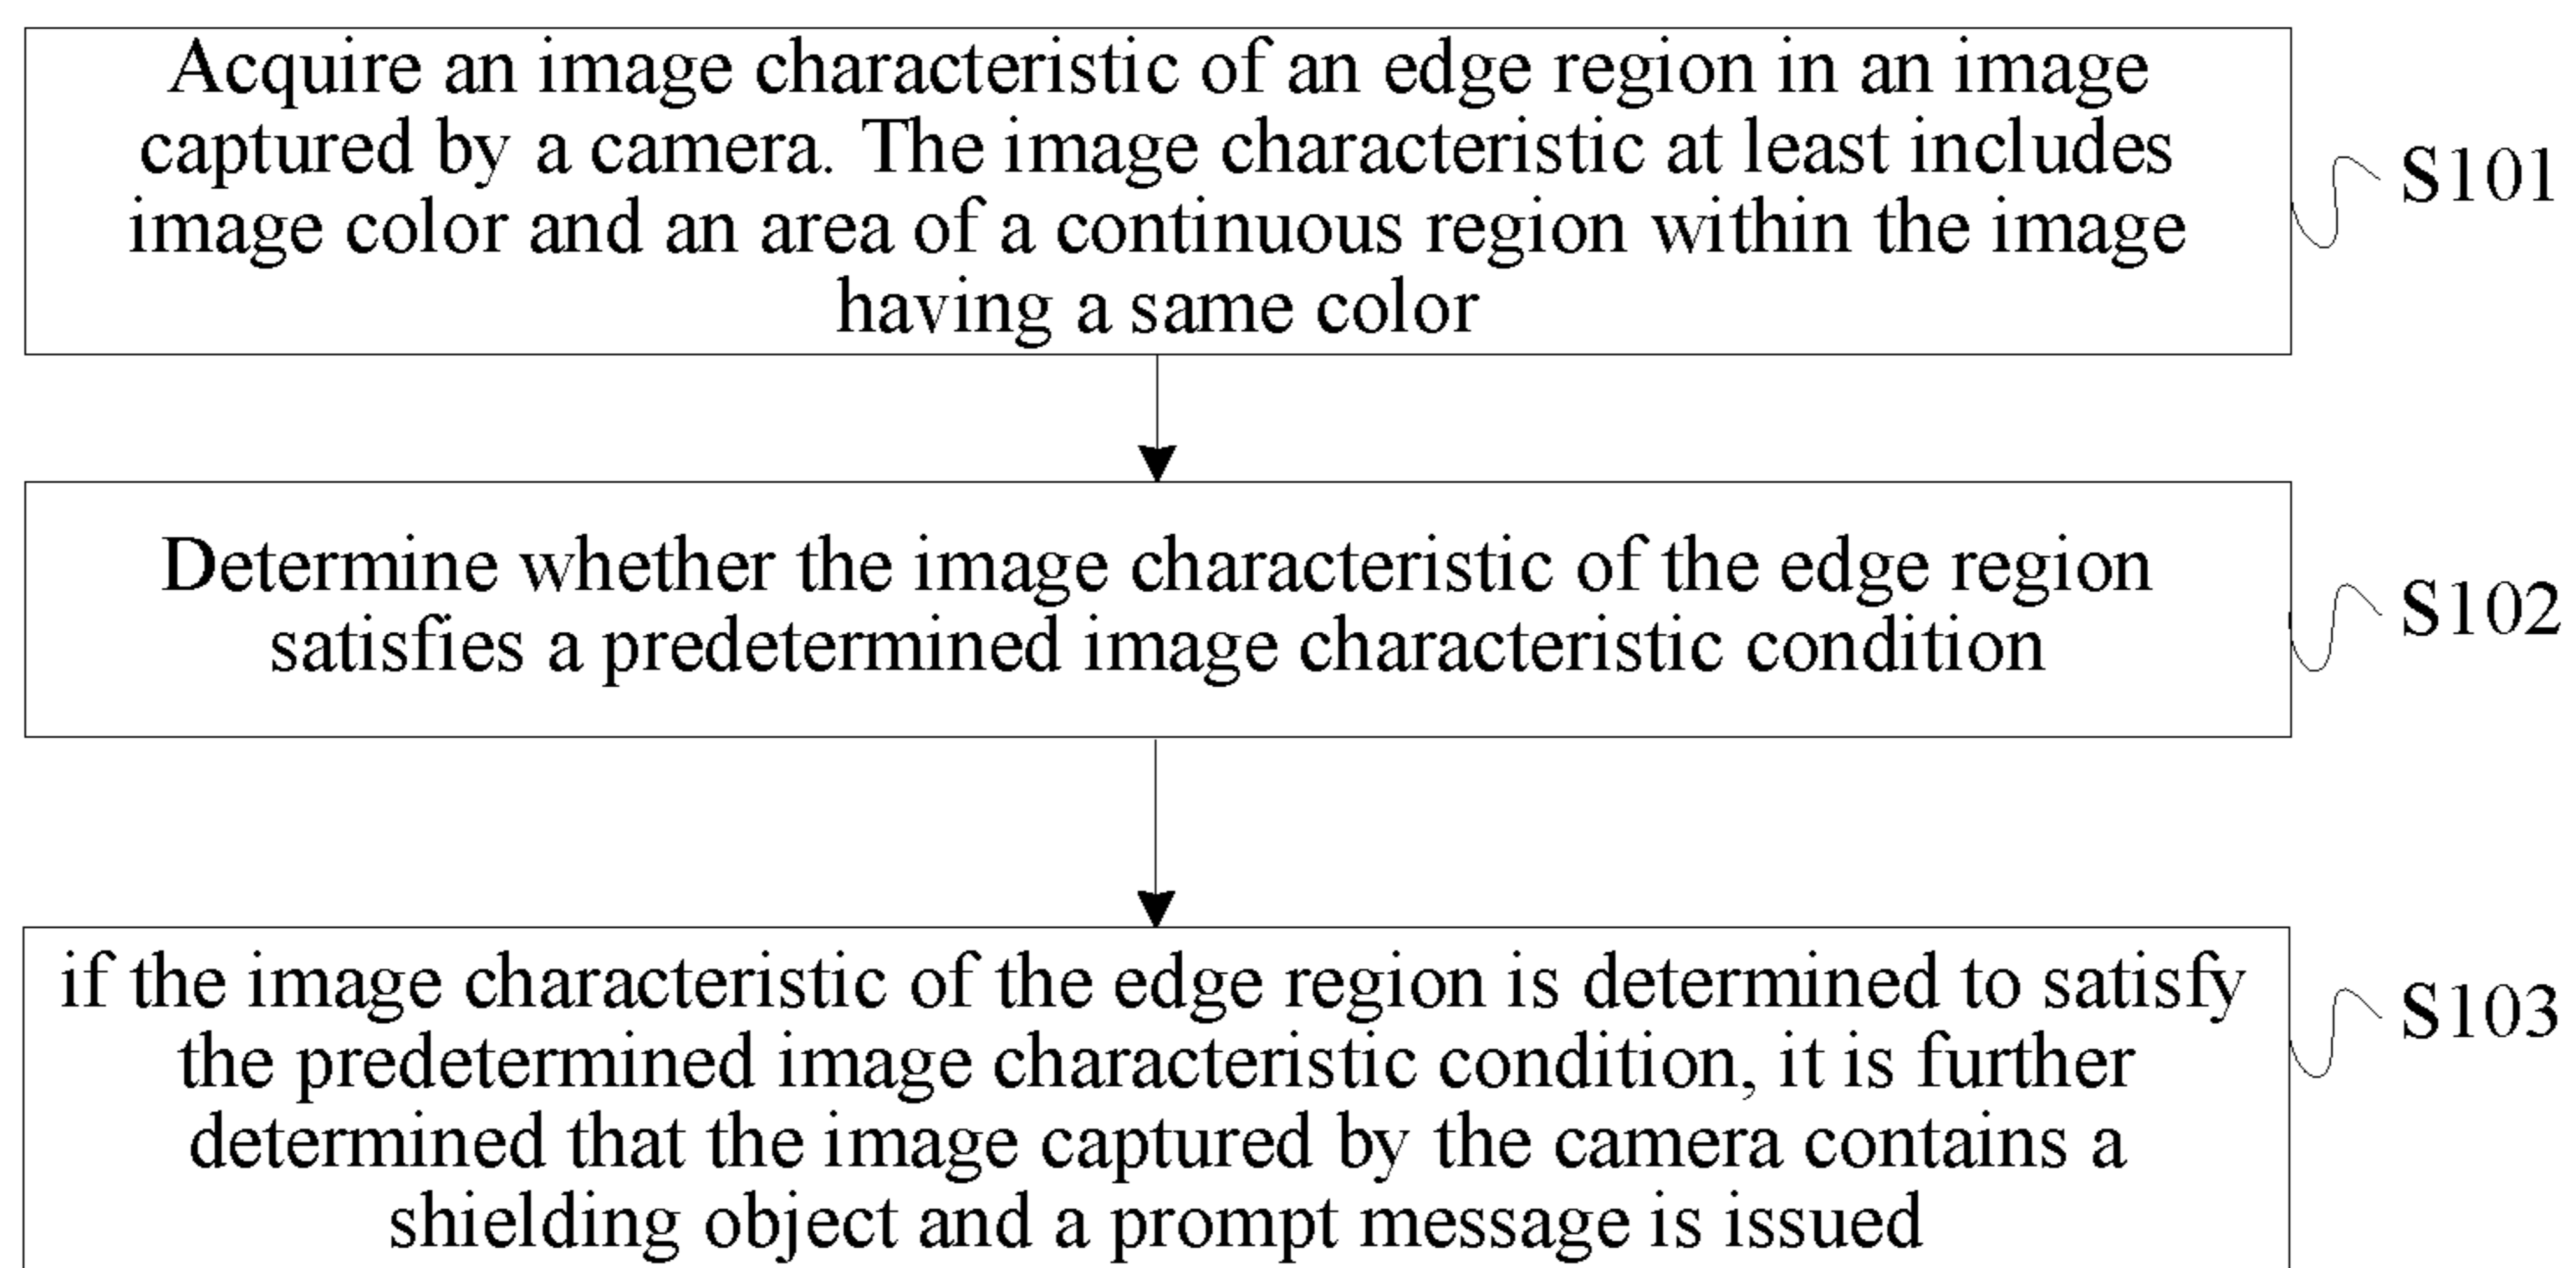 Acquire an image characteristic of an edge region in an image
captured by a camera. The image characteristic at least includes
image color and an area of a continuous region within the image
having a same color
S101
Determine whether the image characteristic of the edge region
satisfies a predetermined image characteristic condition
S102
if the image characteristic of the edge region is determined to satisfy
the predetermined image characteristic condition, it is further
determined that the image captured by the camera contains a
shielding object and a prompt message is issued
S103